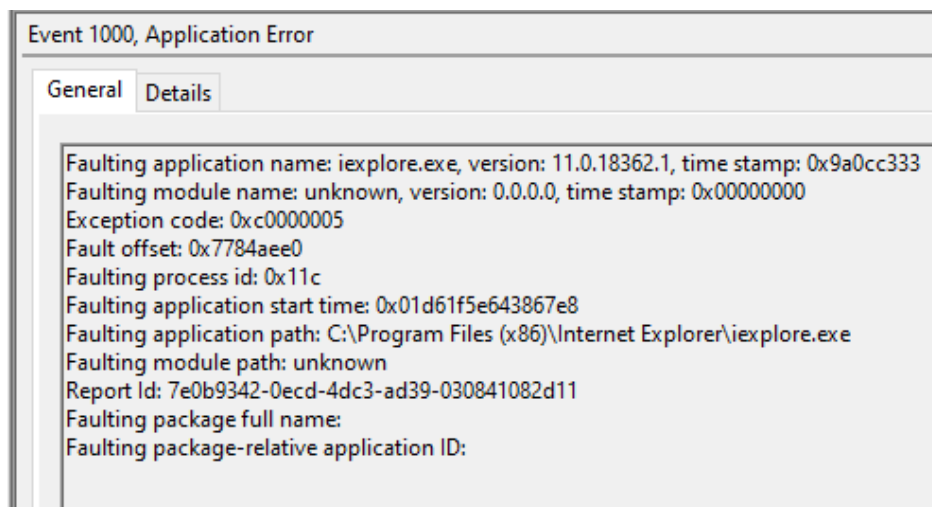 Event 1000, Application Error
General Details
Faulting application name: iexplore.exe, version: 11.0.18362.1, time stamp: 0x9a0cc333
Faulting module name: unknown, version: 0.0.0.0, time stamp: 0x00000000
Exception code: 0xc0000005
Fault offset: 0x7784aee0
Faulting process id: 0x11c
Faulting application start time: 0x01d61f5e643867e8
Faulting application path: C:\Program Files (x86)\Internet Explorer\iexplore.exe
Faulting module path: unknown
Report Id: 7e0b9342-0ecd-4dc3-ad39-030841082d11
Faulting package full name:
Faulting package-relative application ID: